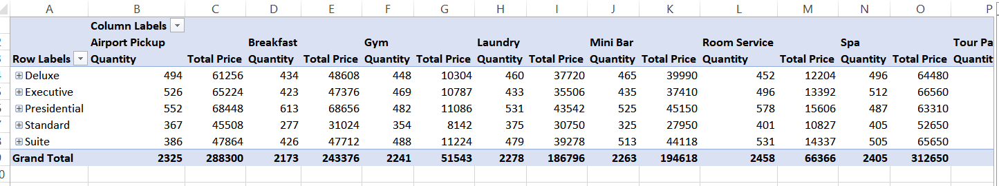 A B C D E F G H I J K L M N O P
Column Labels
Airport Pickup Breakfast Gym Laundry Mini Bar Room Service Spa Tour Pa
Row Labels Quantity Total Price Quantity Total Price Quantity Total Price Quantity Total Price Quantity Total Price Quantity Total Price Quantity Total Price Quantit
Deluxe 494 61256 434 48608 448 10304 460 37720 465 39990 452 12204 496 64480
Executive 526 65224 423 47376 469 10787 433 35506 435 37410 496 13392 512 66560
Presidential 552 68448 613 68656 482 11086 531 43542 525 45150 578 15606 487 63310
Standard 367 45508 277 31024 354 8142 375 30750 325 27950 401 10827 405 52650
Suite 386 47864 426 47712 488 11224 479 39278 513 44118 531 14337 505 65650
Grand Total 2325 288300 2173 243376 2241 51543 2278 186796 2263 194618 2458 66366 2405 312650